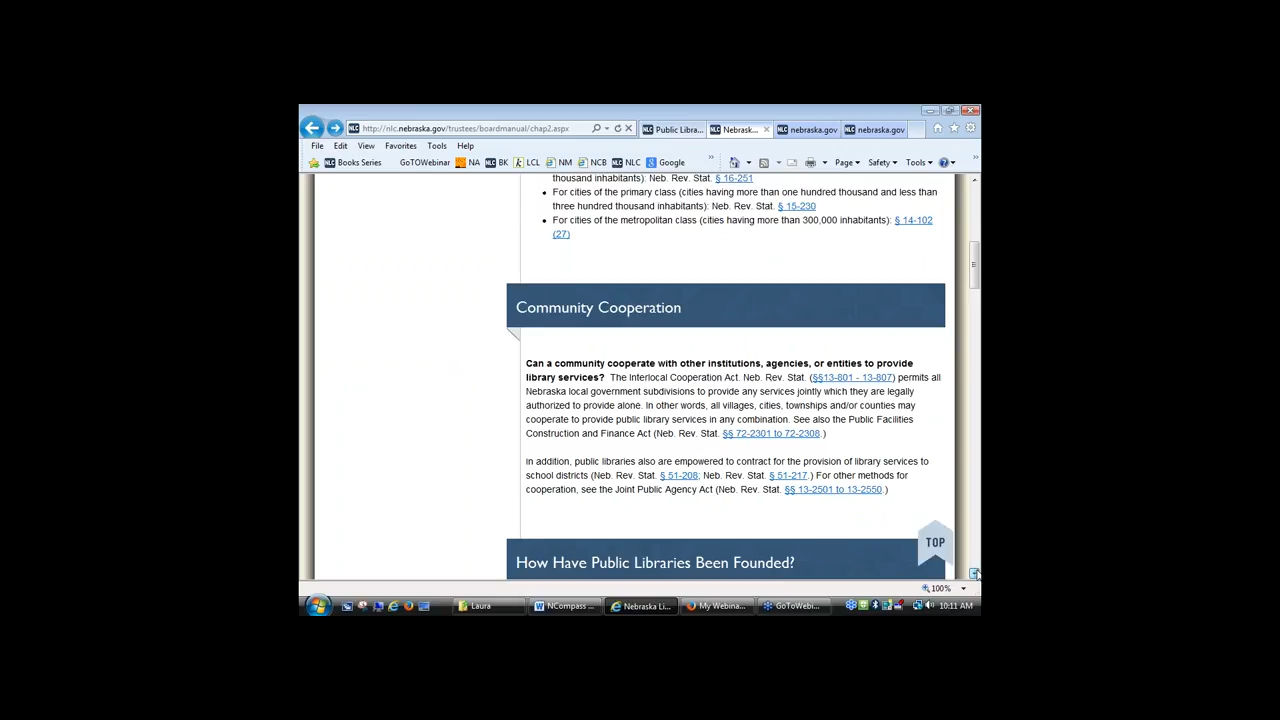 http://nlc.nebraska.gov/trustees/boardmanual/chap2.aspx
NLC Public Libra...
NLC Nebrask...
NLC nebraska.gov
NLC nebraska.gov
File Edit View Favorites Tools Help
NLC Books Series GoTOWebinar NA NLC BK LCL NM NCB NLC NLC Google
Page Safety Tools
thousand inhabitants): Neb. Rev. Stat. § 16-251
• For cities of the primary class (cities having more than one hundred thousand and less than
three hundred thousand inhabitants): Neb. Rev. Stat. § 15-230
• For cities of the metropolitan class (cities having more than 300,000 inhabitants): § 14-102
(27)
Community Cooperation
Can a community cooperate with other institutions, agencies, or entities to provide
library services? The Interlocal Cooperation Act. Neb. Rev. Stat. (§§13-801 - 13-807) permits all
Nebraska local government subdivisions to provide any services jointly which they are legally
authorized to provide alone. In other words, all villages, cities, townships and/or counties may
cooperate to provide public library services in any combination. See also the Public Facilities
Construction and Finance Act (Neb. Rev. Stat. §§ 72-2301 to 72-2308.)
in addition, public libraries also are empowered to contract for the provision of library services to
school districts (Neb. Rev. Stat. § 51-208; Neb. Rev. Stat. § 51-217.) For other methods for
cooperation, see the Joint Public Agency Act (Neb. Rev. Stat. §§ 13-2501 to 13-2550.)
TOP
How Have Public Libraries Been Founded?
100%
Laura
NCompass ...
Nebraska Li...
My Webina...
GoToWebi...
10:11 AM